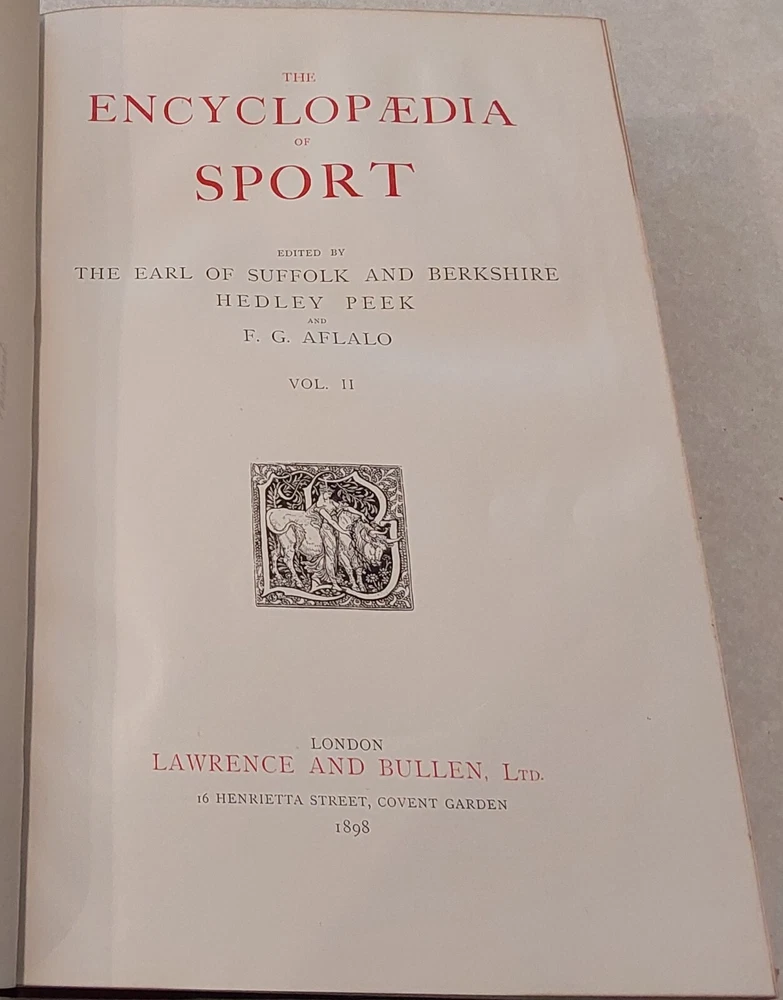 THE
ENCYCLOPÆDIA
OF
SPORT
EDITED BY
THE EARL OF SUFFOLK AND BERKSHIRE
HEDLEY PEEK
AND
F. G. AFLALO
VOL. II
LONDON
LAWRENCE AND BULLEN, LTD.
16 HENRIETTA STREET, COVENT GARDEN
1898